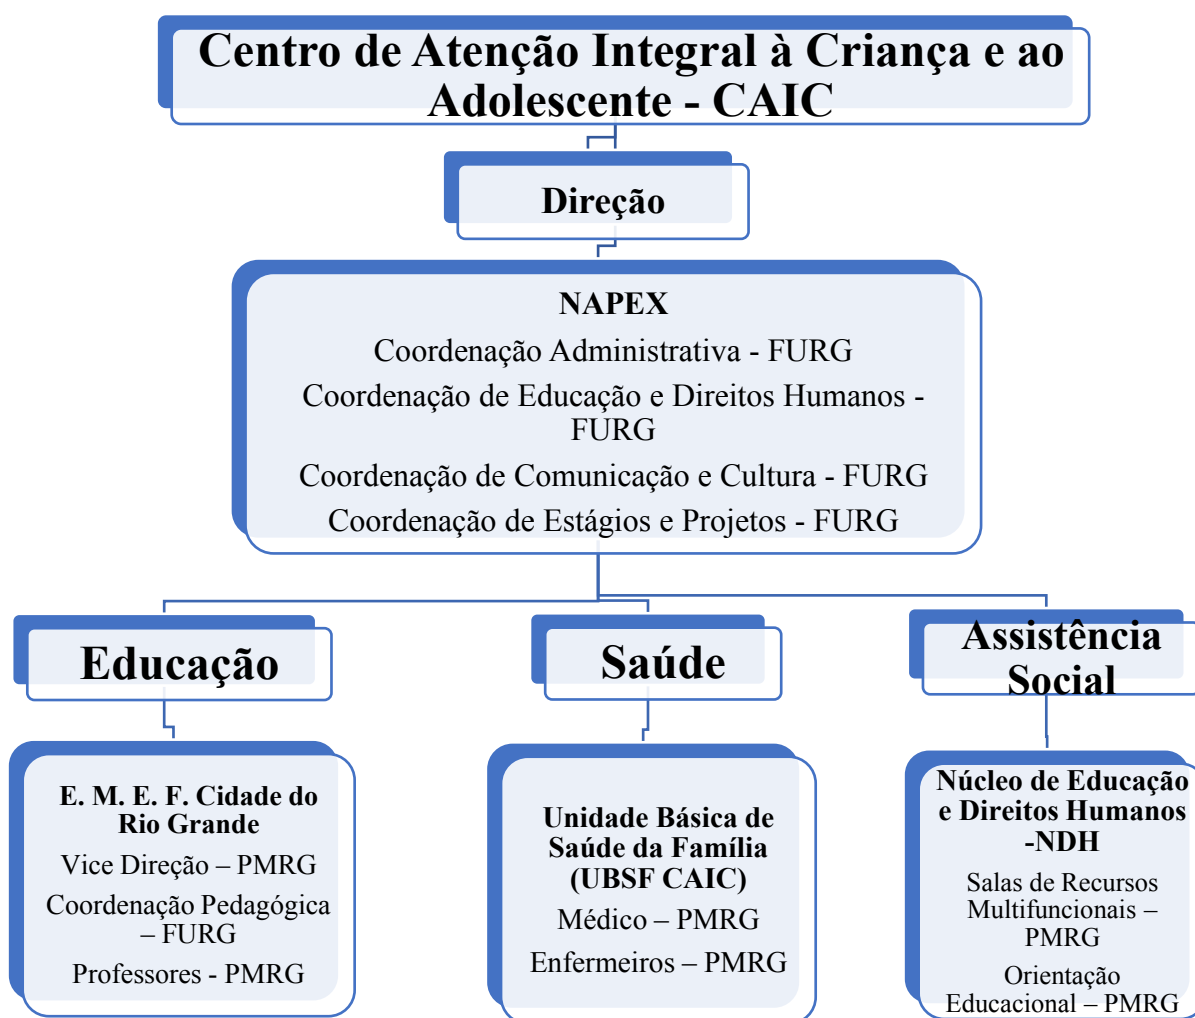 Centro de Atenção Integral à Criança e ao
Adolescente - CAIC
Direção
NAPEX
Coordenação Administrativa - FURG
Coordenação de Educação e Direitos Humanos -
FURG
Coordenação de Comunicação e Cultura - FURG
Coordenação de Estágios e Projetos - FURG
Educação
Saúde
Assistência
Social
E. M. E. F. Cidade do
Rio Grande
Vice Direção – PMRG
Coordenação Pedagógica
– FURG
Professores - PMRG
Unidade Básica de
Saúde da Família
(UBSF CAIC)
Médico – PMRG
Enfermeiros – PMRG
Núcleo de Educação
e Direitos Humanos
-NDH
Salas de Recursos
Multifuncionais –
PMRG
Orientação
Educacional – PMRG